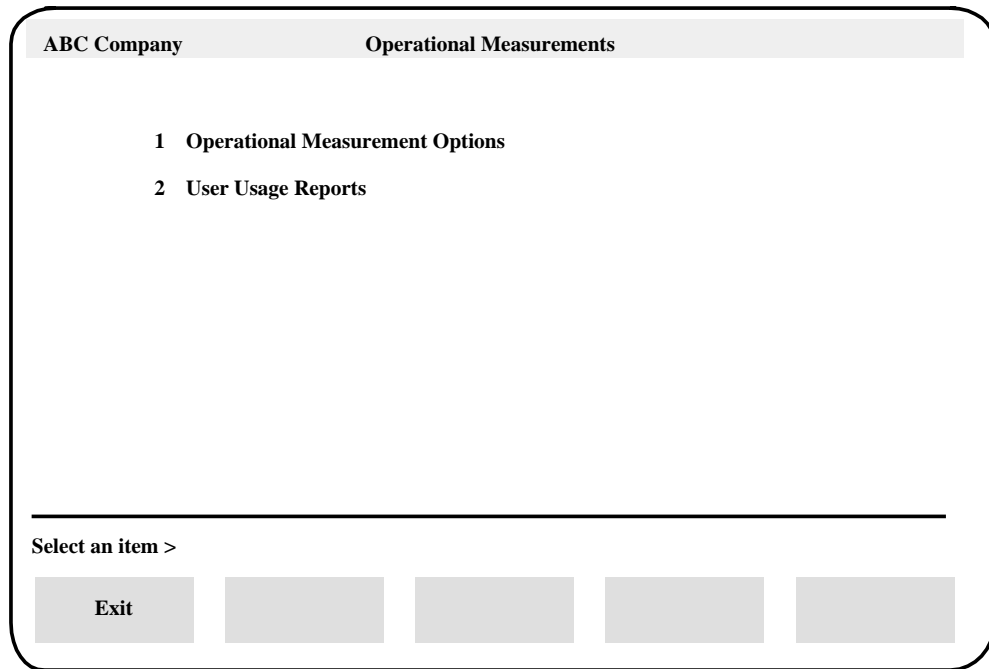 ABC Company Operational Measurements
1 Operational Measurement Options
2 User Usage Reports
Select an item >
Exit